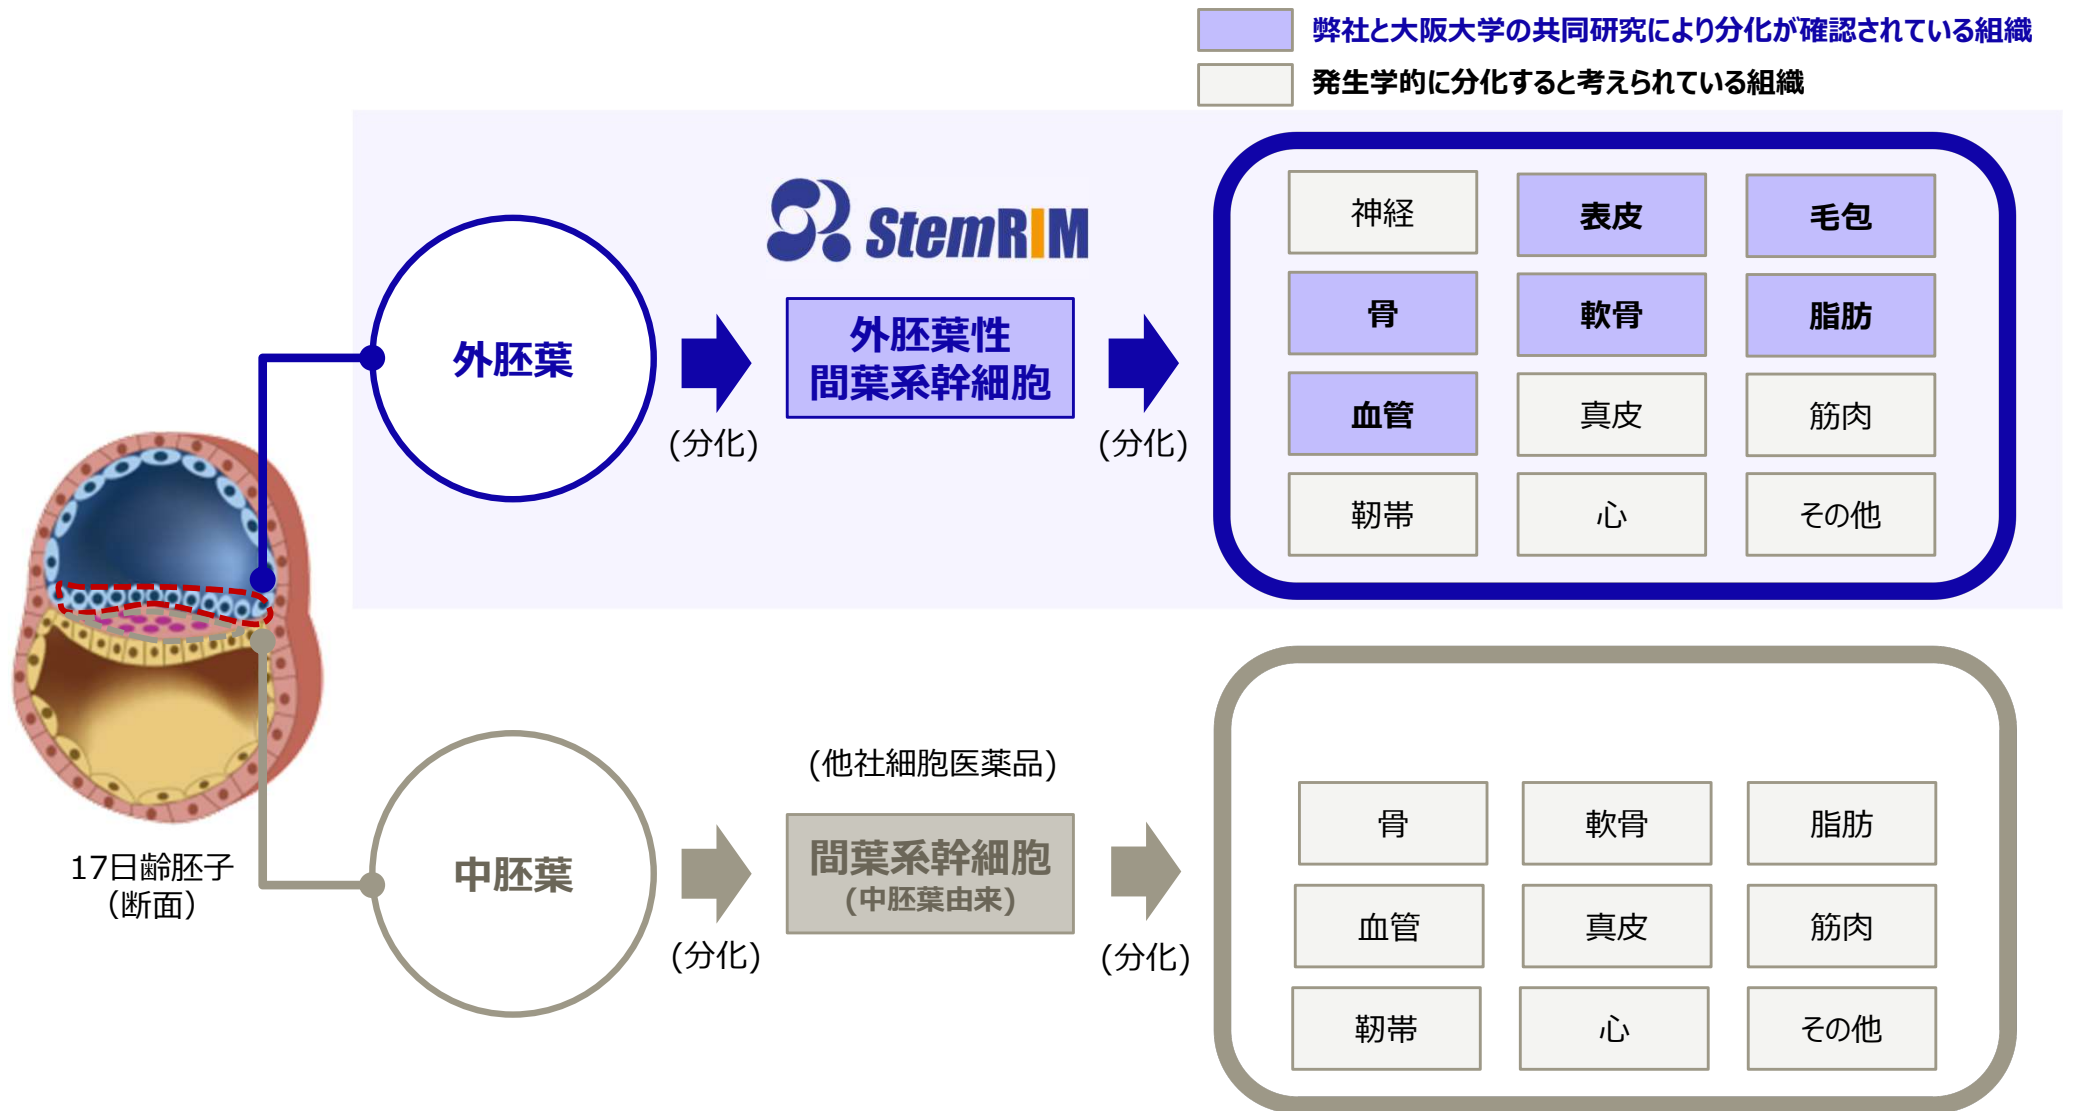 弊社と大阪大学の共同研究により分化が確認されている組織
発生学的に分化すると考えられている組織
StemRIM
外胚葉
(分化)
外胚葉性
間葉系幹細胞
(分化)
神経
表皮
毛包
骨
軟骨
脂肪
血管
真皮
筋肉
靭帯
心
その他
17日齢胚子
（断面）
中胚葉
(分化)
(他社細胞医薬品)
間葉系幹細胞
(中胚葉由来)
(分化)
骨
軟骨
脂肪
血管
真皮
筋肉
靭帯
心
その他